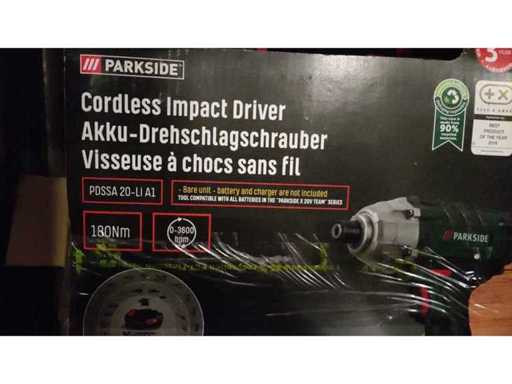 PARKSIDE
Cordless Impact Driver
Akku-Drehschlagschrauber
Visseuse à chocs sans fil
PDSSA 20-LI A1
- Bare unit - battery and charger are not included
TOOL COMPATIBLE WITH ALL BATTERIES IN THE "PARKSIDE X 20V TEAM" SERIES
180Nm
0-3600
bpm
PARKSIDE
3
90%
BEST
PRODUCT
OF THE YEAR